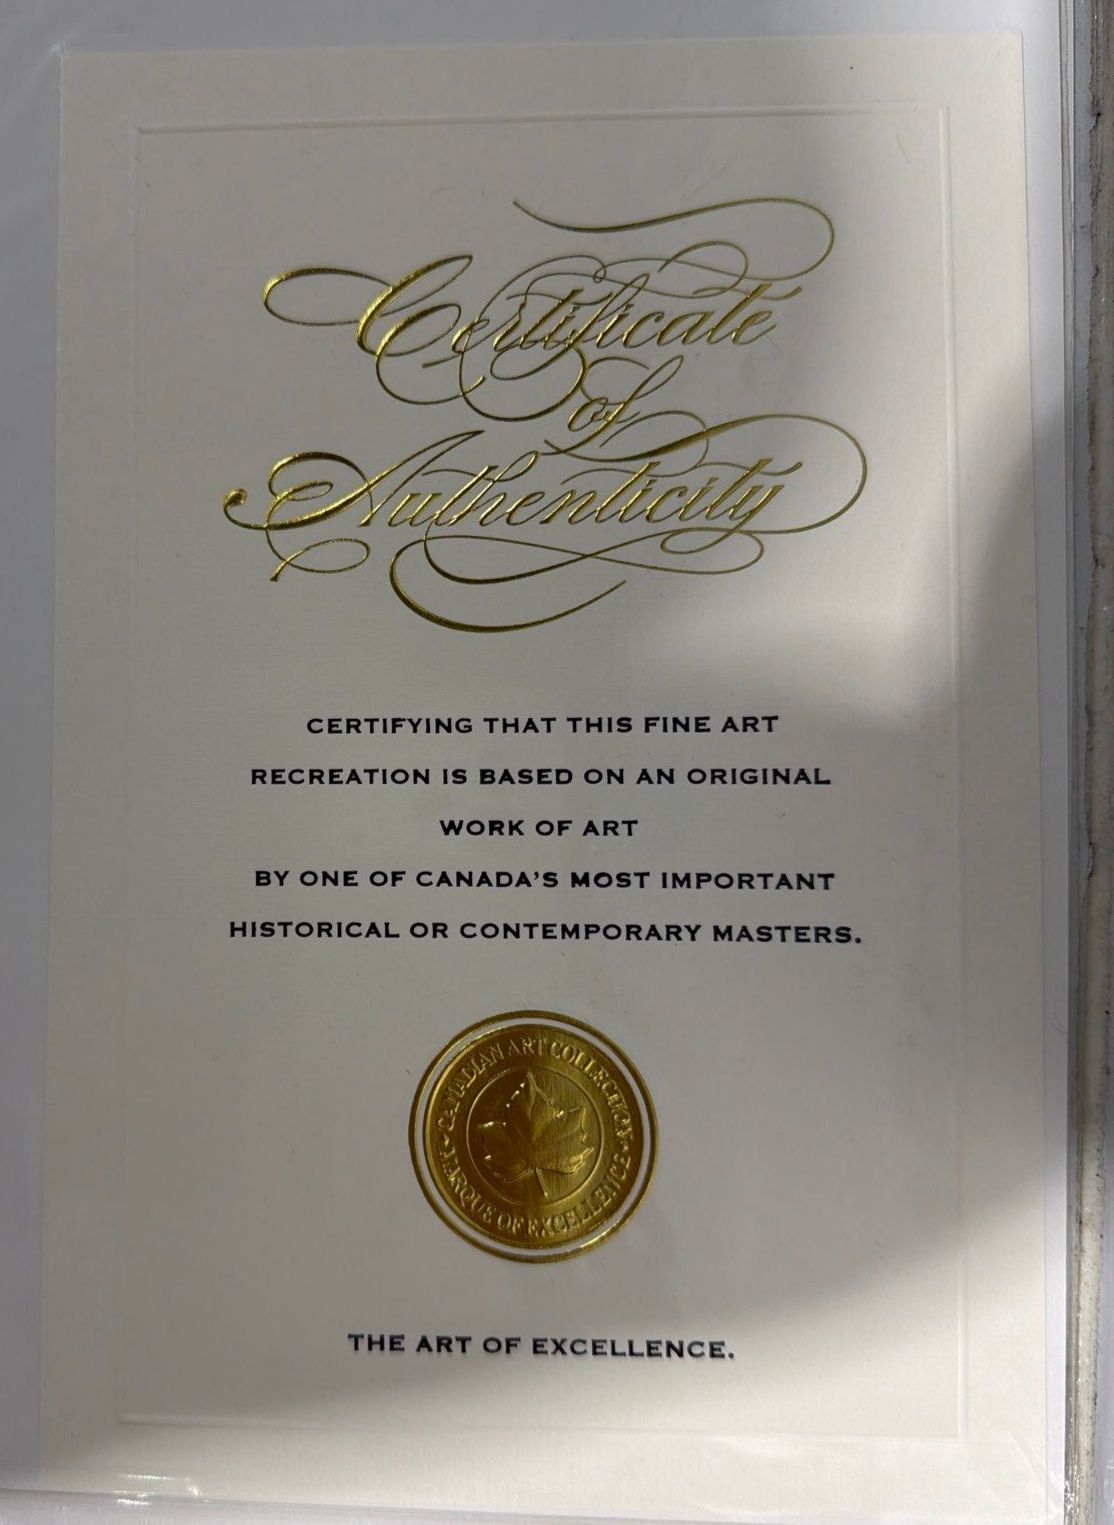 Certificate
of
Authenticity
CERTIFYING THAT THIS FINE ART
RECREATION IS BASED ON AN ORIGINAL
WORK OF ART
BY ONE OF CANADA'S MOST IMPORTANT
HISTORICAL OR CONTEMPORARY MASTERS.
CANADIAN ART COLLECTION
MARQUE OF EXCELLENCE
THE ART OF EXCELLENCE.